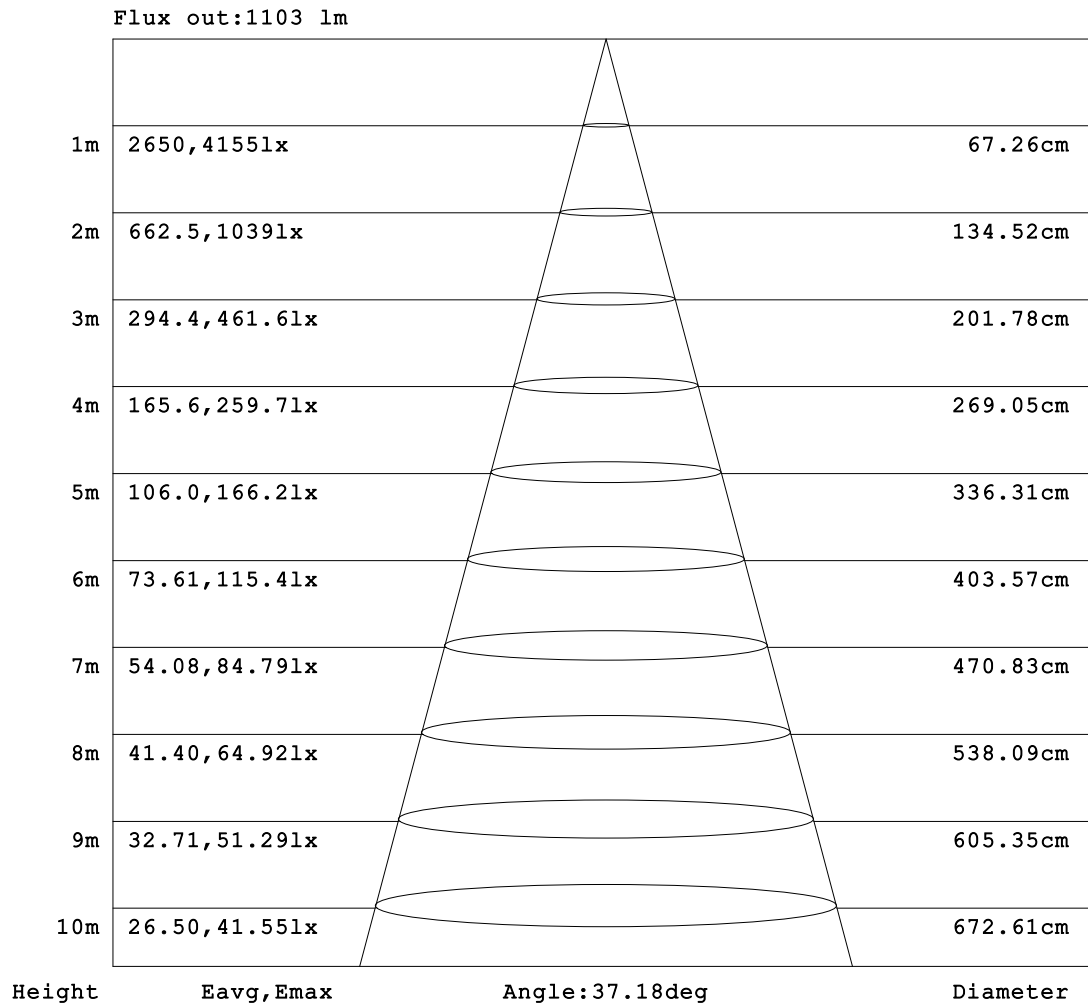 Flux out:1103 lm
1m 2650,4155lx 67.26cm
2m 662.5,1039lx 134.52cm
3m 294.4,461.6lx 201.78cm
4m 165.6,259.7lx 269.05cm
5m 106.0,166.2lx 336.31cm
6m 73.61,115.4lx 403.57cm
7m 54.08,84.79lx 470.83cm
8m 41.40,64.92lx 538.09cm
9m 32.71,51.29lx 605.35cm
10m 26.50,41.55lx 672.61cm
Height Eavg,Emax Angle:37.18deg Diameter